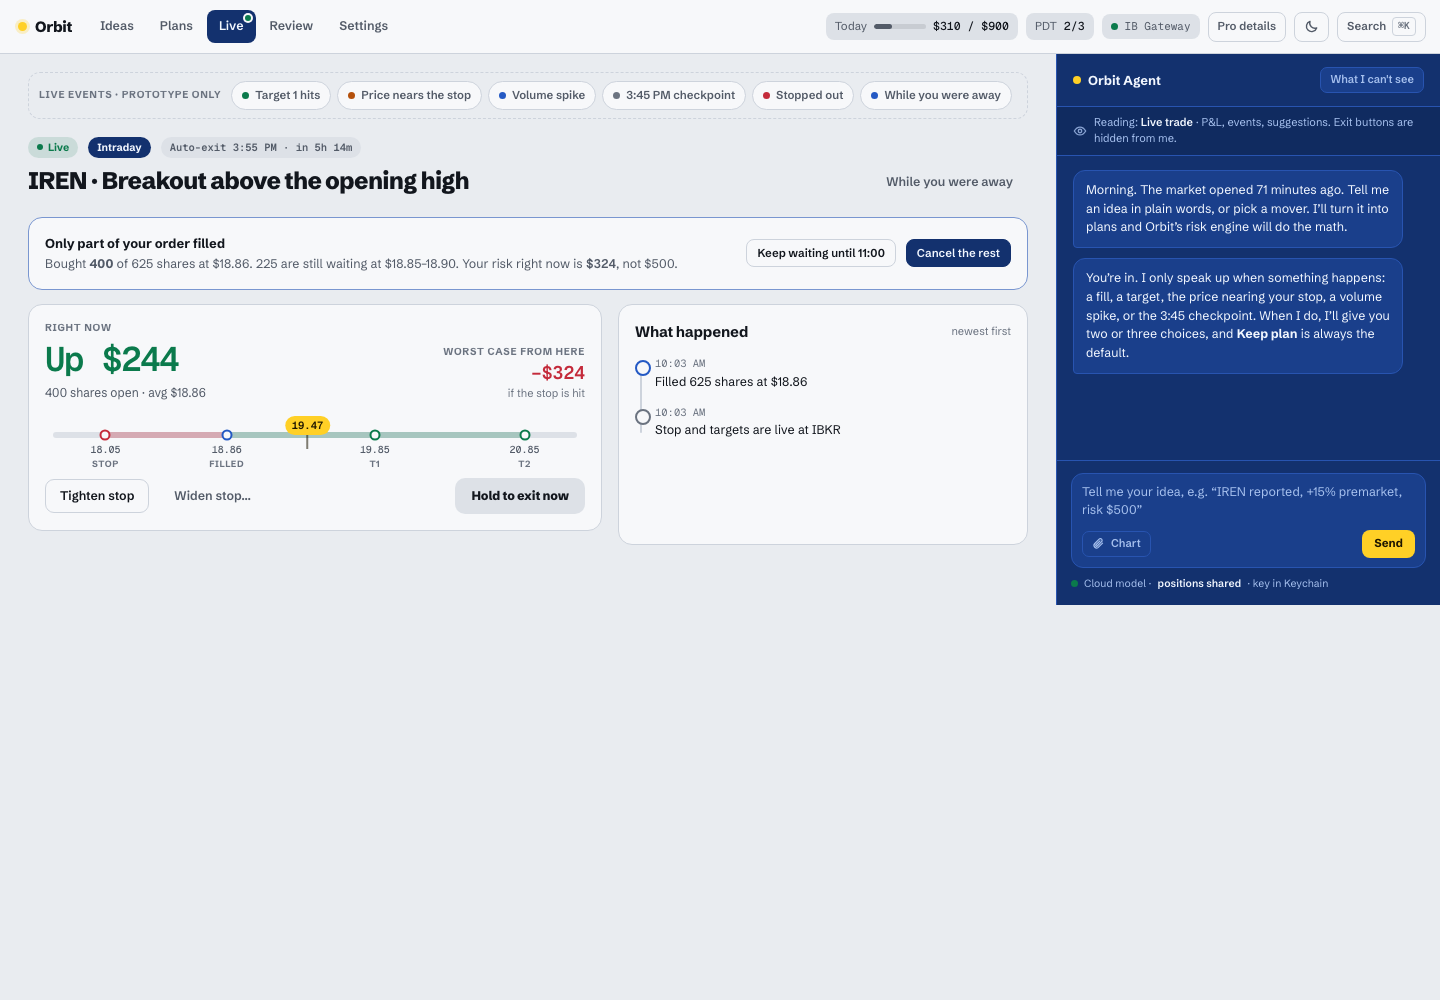 Orbit
Ideas
Plans
Live
Review
Settings
Today $310 / $900
PDT 2/3
IB Gateway
Pro details
Search ⌘K
LIVE EVENTS · PROTOTYPE ONLY
Target 1 hits
Price nears the stop
Volume spike
3:45 PM checkpoint
Stopped out
While you were away
Live
Intraday
Auto-exit 3:55 PM · in 5h 14m
IREN · Breakout above the opening high
While you were away
Only part of your order filled
Bought 400 of 625 shares at $18.86. 225 are still waiting at $18.85–18.90. Your risk right now is $324, not $500.
Keep waiting until 11:00
Cancel the rest
RIGHT NOW
Up $244
400 shares open · avg $18.86
WORST CASE FROM HERE
−$324
if the stop is hit
19.47
18.05
STOP
18.86
FILLED
19.85
T1
20.85
T2
Tighten stop
Widen stop…
Hold to exit now
What happened
newest first
10:03 AM
Filled 625 shares at $18.86
10:03 AM
Stop and targets are live at IBKR
Orbit Agent
What I can't see
Reading: Live trade · P&L, events, suggestions. Exit buttons are
hidden from me.
Morning. The market opened 71 minutes ago. Tell me
an idea in plain words, or pick a mover. I’ll turn it into
plans and Orbit’s risk engine will do the math.
You’re in. I only speak up when something happens:
a fill, a target, the price nearing your stop, a volume
spike, or the 3:45 checkpoint. When I do, I’ll give you
two or three choices, and Keep plan is always the
default.
Tell me your idea, e.g. “IREN reported, +15% premarket,
risk $500”
Chart
Send
Cloud model · positions shared · key in Keychain